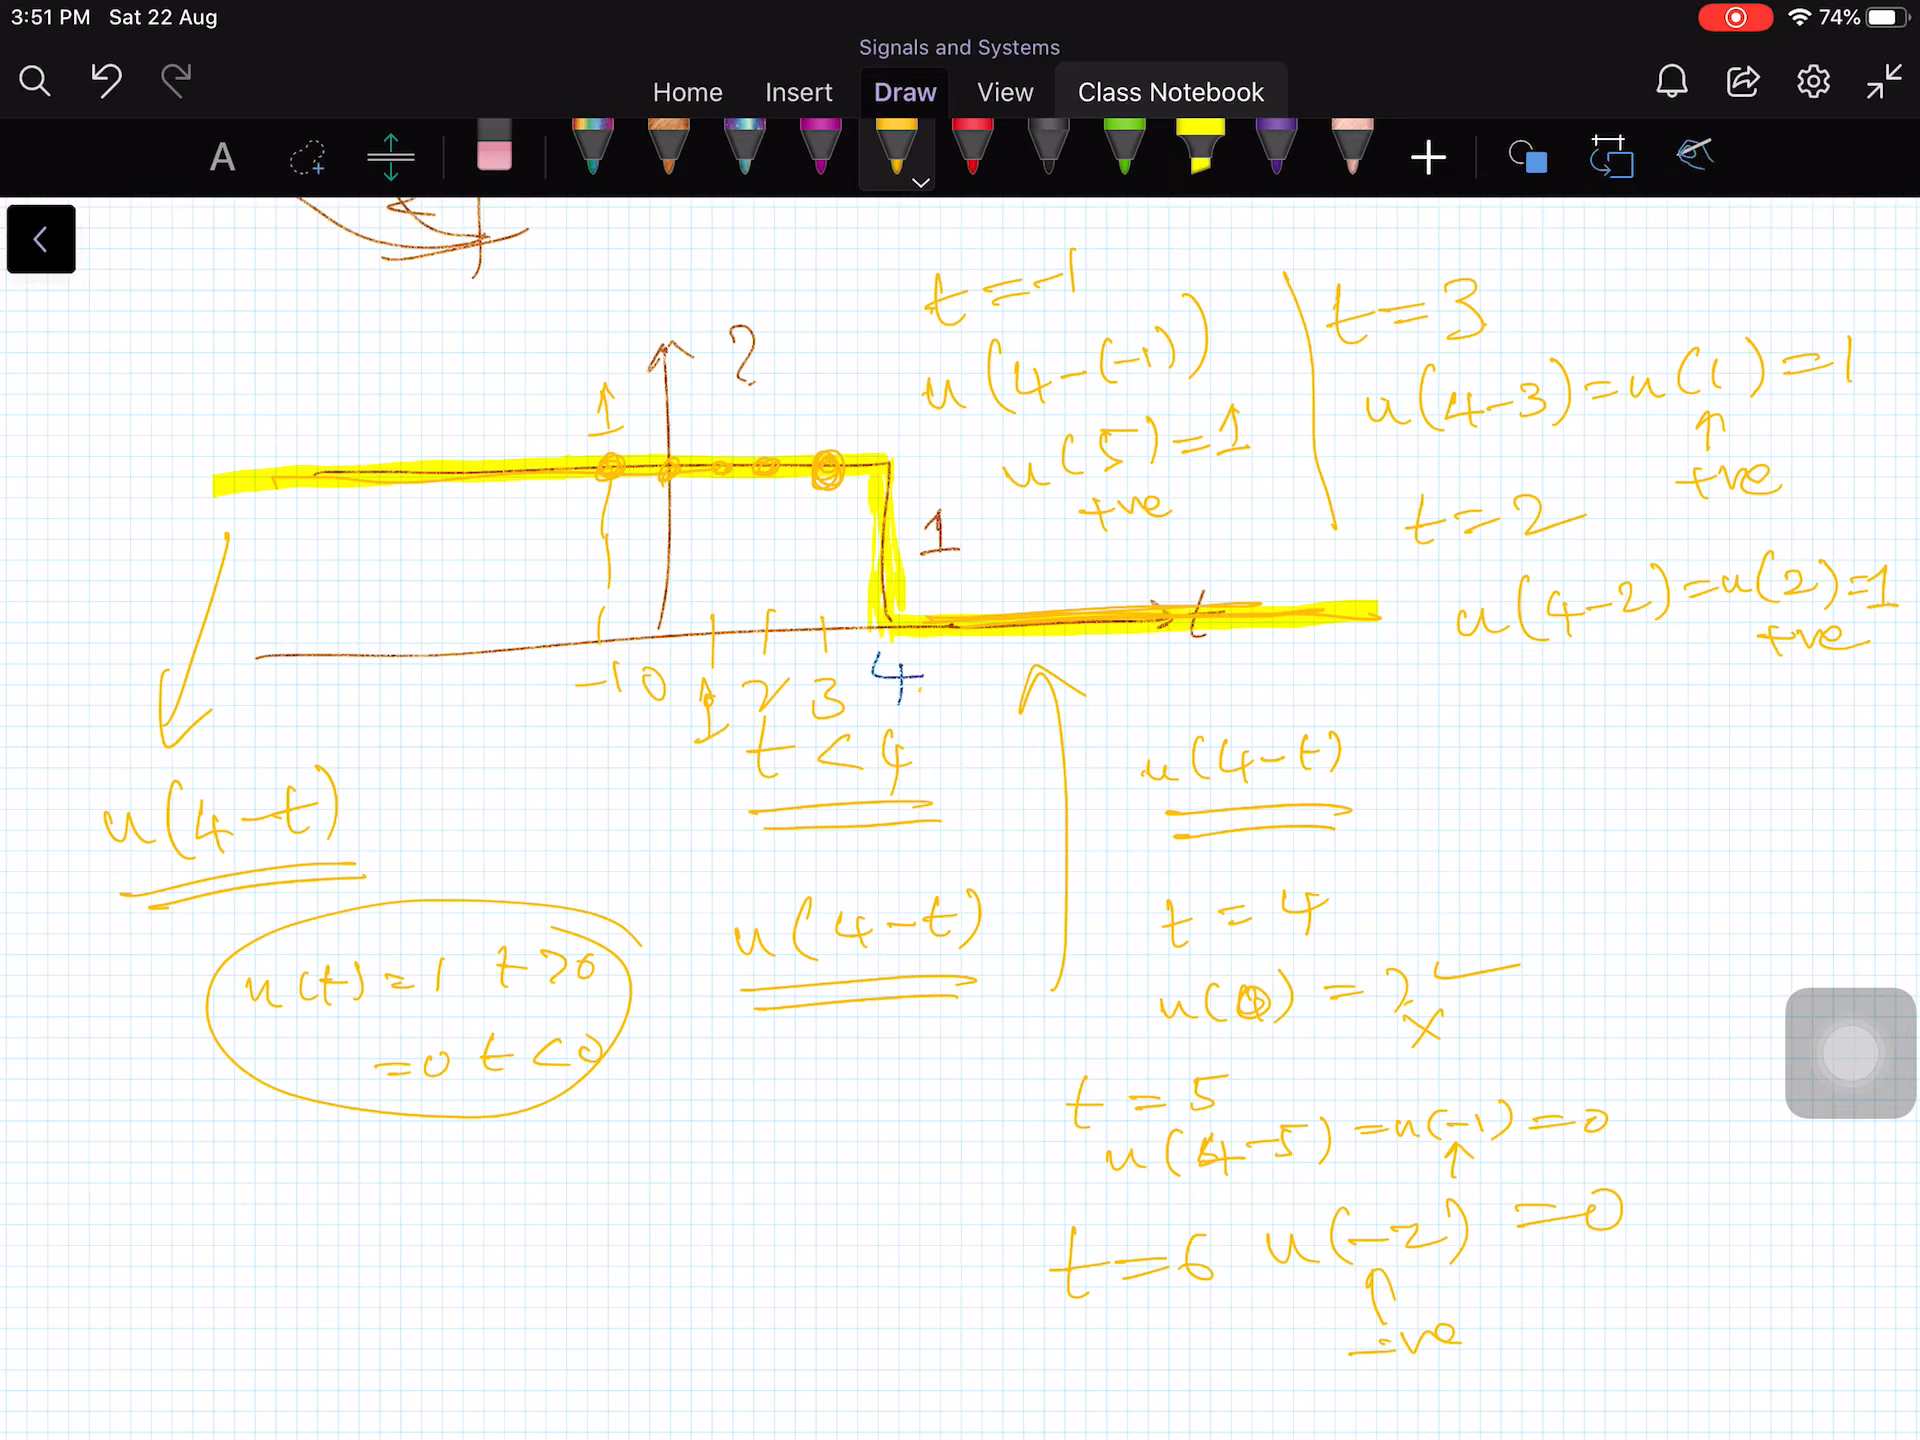 3:51 PM Sat 22 Aug
74%
Signals and Systems
Home Insert Draw View Class Notebook
A
?
1
1
-1 0 1 2 3 4
t
t = -1
u(4-(-1))
u(5) = 1
+ve
t = 3
u(4-3) = u(1) = 1
+ve
t = 2
u(4-2) = u(2) = 1
+ve
t < 4
u(4-t)
u(4-t)
u(t) = 1 t > 0
= 0 t < 0
u(4-t)
t = 4
u(0) = ? x
t = 5
u(4-5) = u(-1) = 0
t = 6 u(-2) = 0
-ve